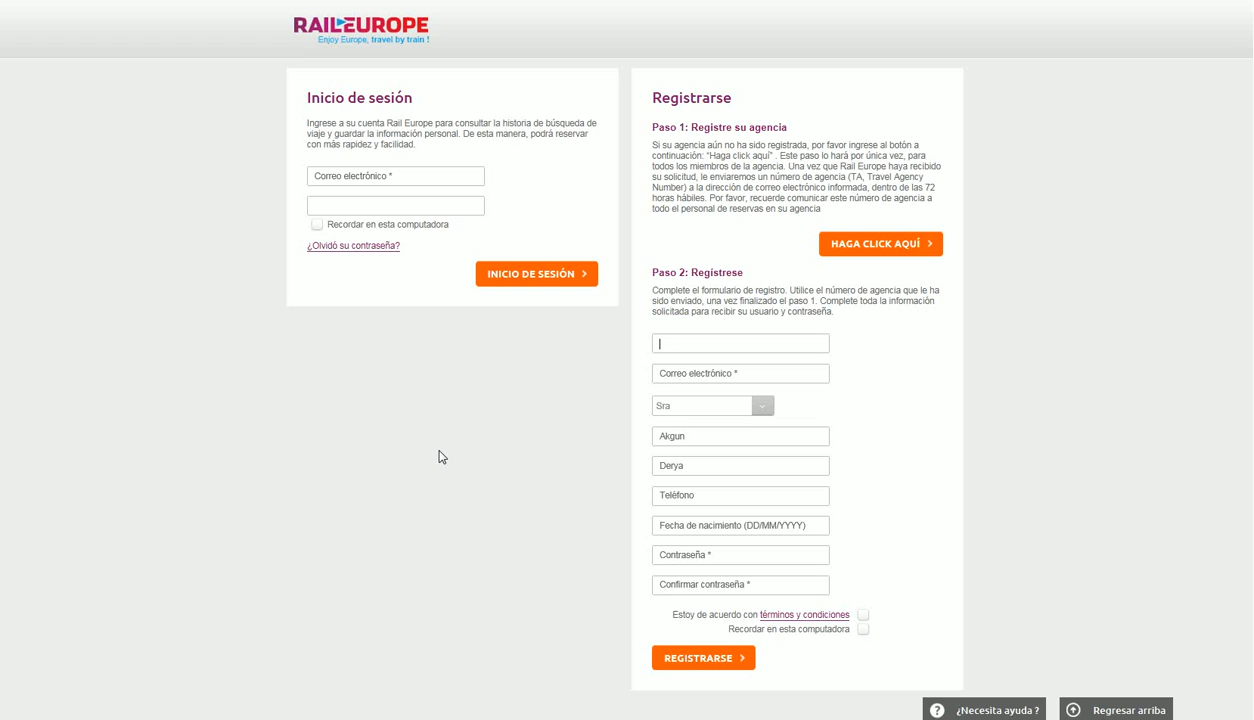 RAILEUROPE
Enjoy Europe, travel by train !
Inicio de sesión
Ingrese a su cuenta Rail Europe para consultar la historia de búsqueda de
viaje y guardar la información personal. De esta manera, podrá reservar
con más rapidez y facilidad.
Correo electrónico *
Recordar en esta computadora
¿Olvidó su contraseña?
INICIO DE SESIÓN
Registrarse
Paso 1: Registre su agencia
Si su agencia aún no ha sido registrada, por favor ingrese al botón a
continuación: “Haga click aquí” . Este paso lo hará por única vez, para
todos los miembros de la agencia. Una vez que Rail Europe haya recibido
su solicitud, le enviaremos un número de agencia (TA, Travel Agency
Number) a la dirección de correo electrónico informada, dentro de las 72
horas hábiles. Por favor, recuerde comunicar este número de agencia a
todo el personal de reservas en su agencia
HAGA CLICK AQUÍ
Paso 2: Regístrese
Complete el formulario de registro. Utilice el número de agencia que le ha
sido enviado, una vez finalizado el paso 1. Complete toda la información
solicitada para recibir su usuario y contraseña.
Correo electrónico *
Sra
Akgun
Derya
Teléfono
Fecha de nacimiento (DD/MM/YYYY)
Contraseña *
Confirmar contraseña *
Estoy de acuerdo con términos y condiciones
Recordar en esta computadora
REGISTRARSE
¿Necesita ayuda ?
Regresar arriba